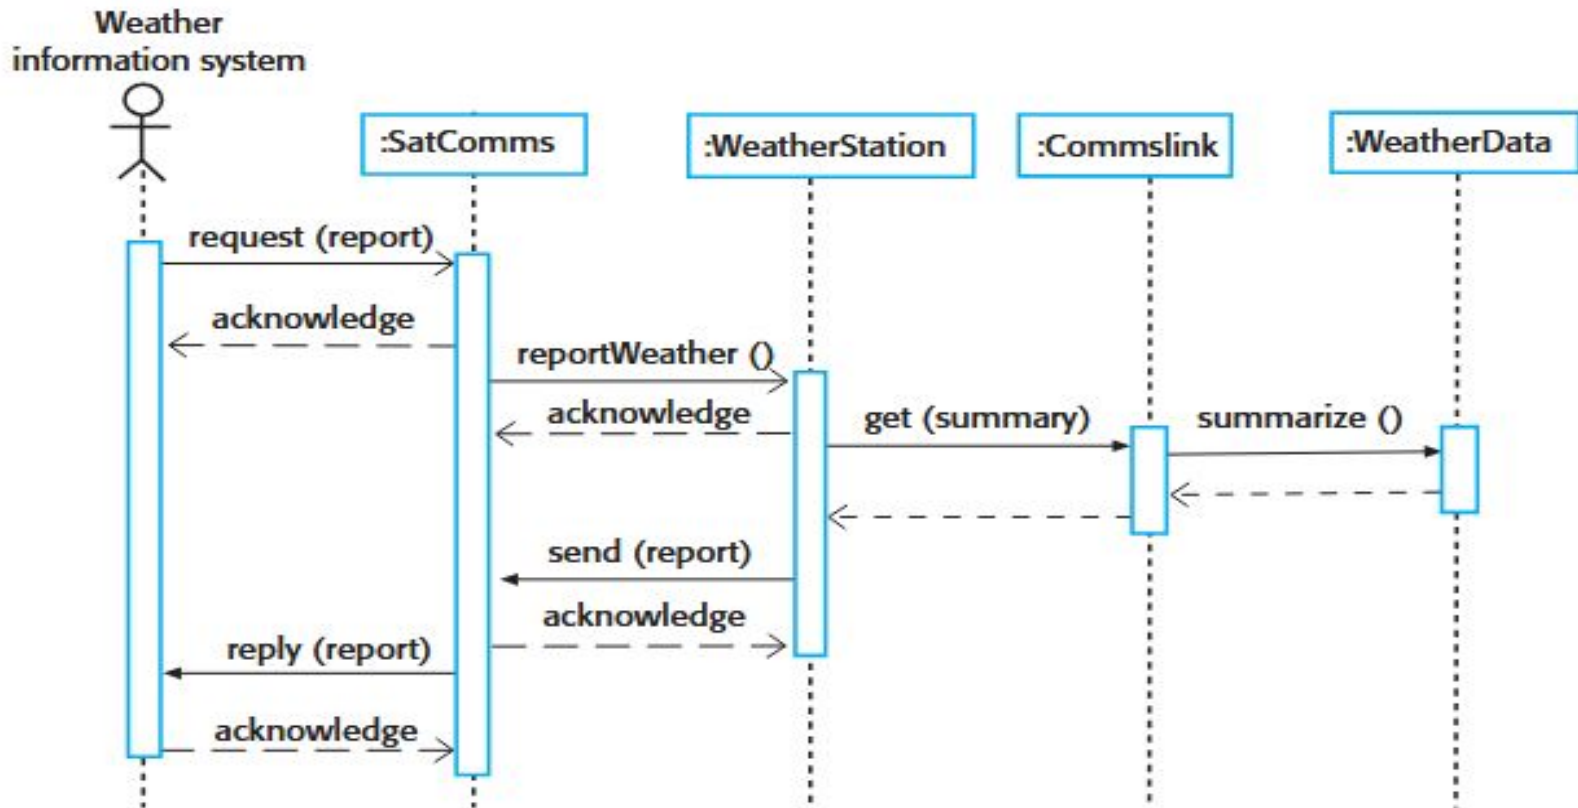 Weather
information system
:SatComms
:WeatherStation
:Commslink
:WeatherData
request (report)
acknowledge
reportWeather ()
acknowledge
get (summary)
summarize ()
send (report)
acknowledge
reply (report)
acknowledge